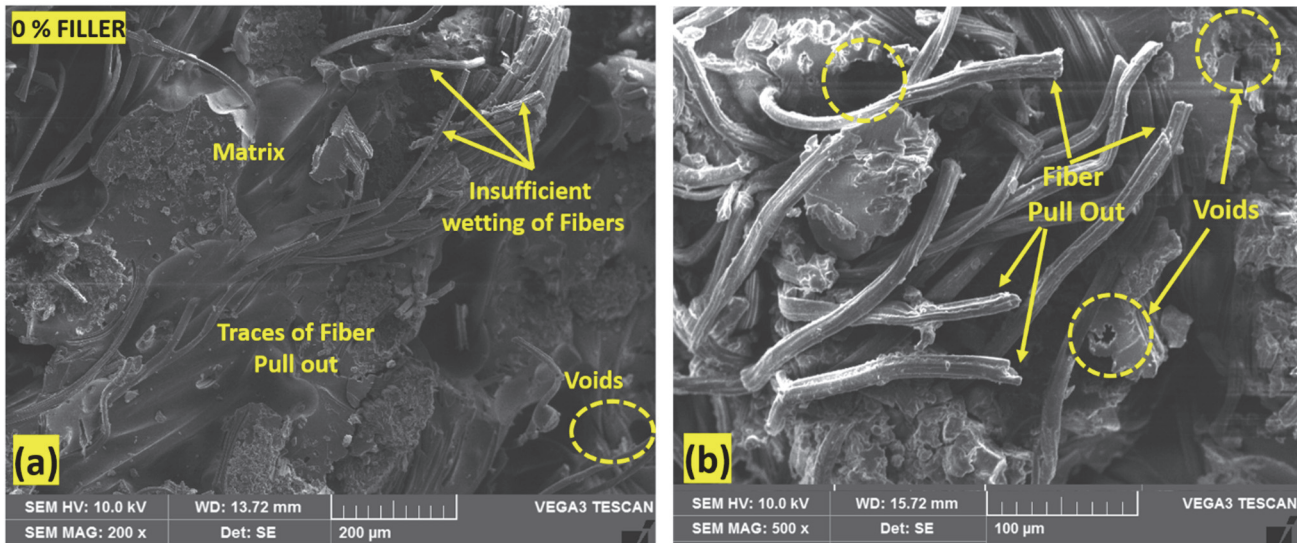 0 % FILLER
Matrix
Insufficient
wetting of Fibers
Traces of Fiber
Pull out
Voids
(a)
SEM HV: 10.0 kV
WD: 13.72 mm
VEGA3 TESCAN
SEM MAG: 200 x
Det: SE
200 µm
Fiber
Pull Out
Voids
(b)
SEM HV: 10.0 kV
WD: 15.72 mm
VEGA3 TESCAN
SEM MAG: 500 x
Det: SE
100 µm